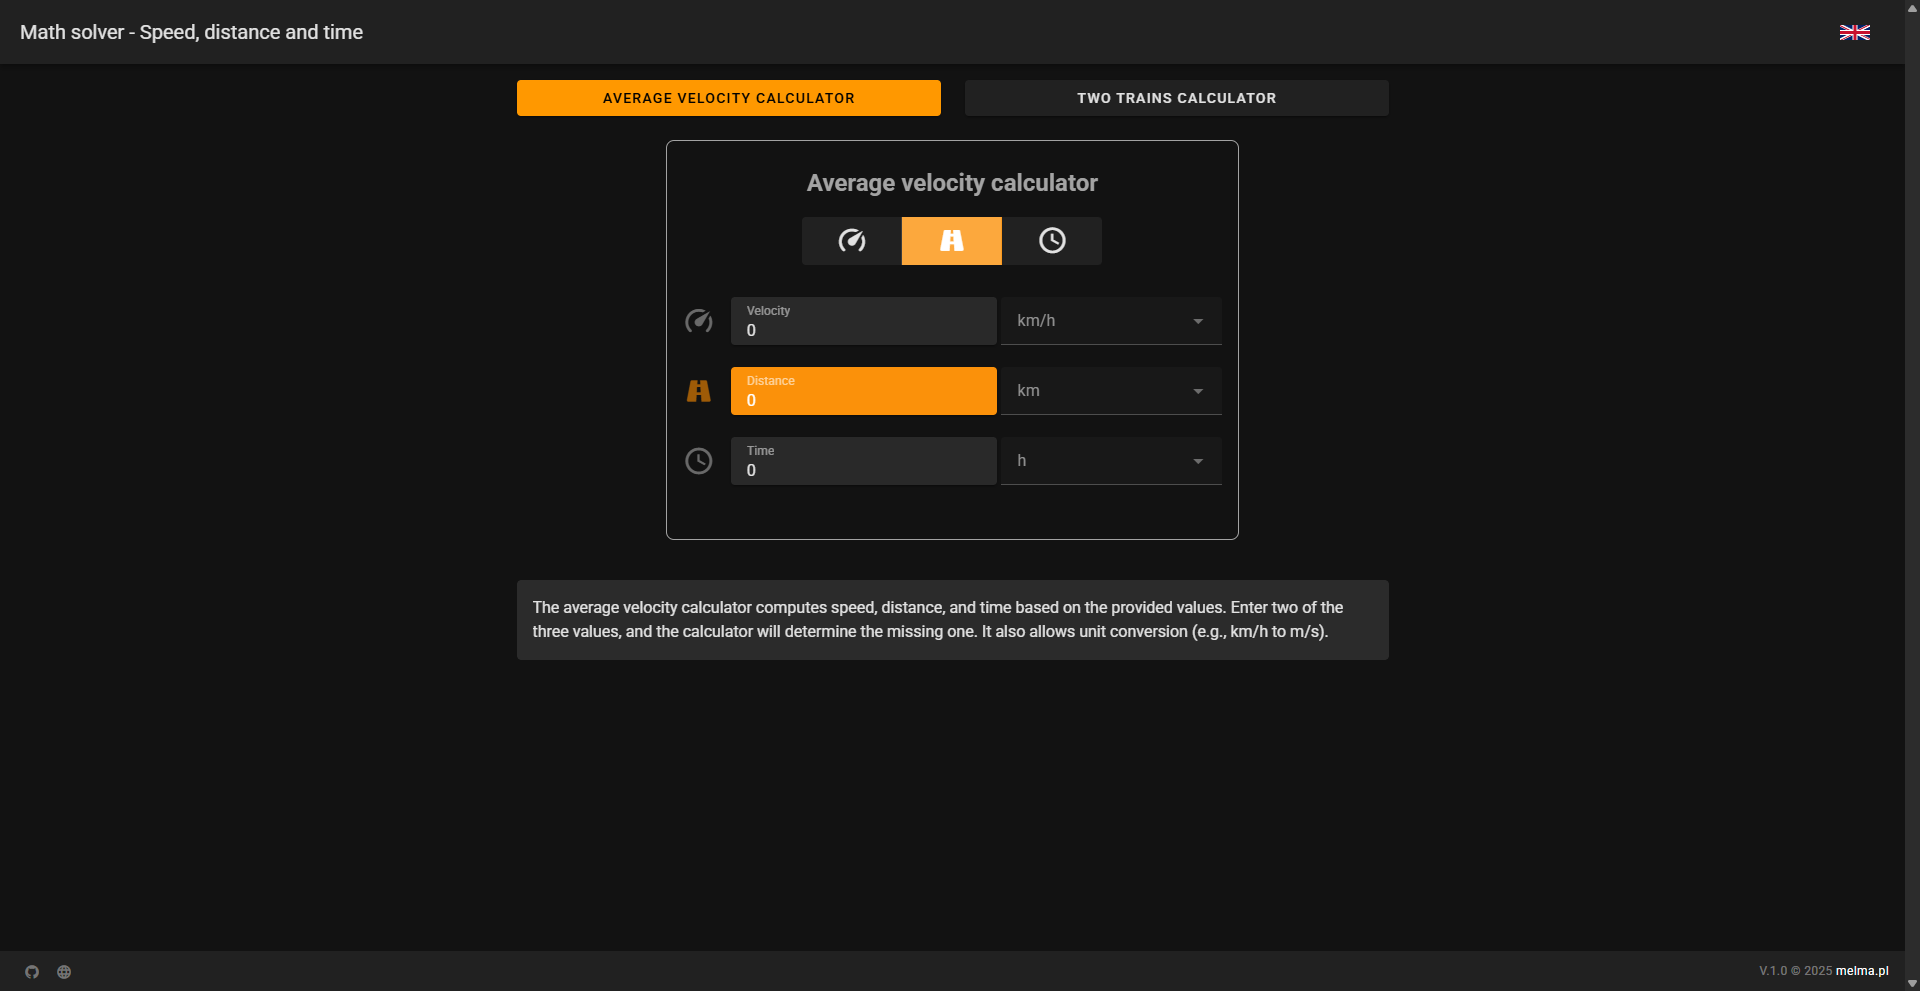 Math solver - Speed, distance and time
AVERAGE VELOCITY CALCULATOR
TWO TRAINS CALCULATOR
Average velocity calculator
Velocity
0
km/h
Distance
0
km
Time
0
h
The average velocity calculator computes speed, distance, and time based on the provided values. Enter two of the
three values, and the calculator will determine the missing one. It also allows unit conversion (e.g., km/h to m/s).
V.1.0 © 2025 melma.pl